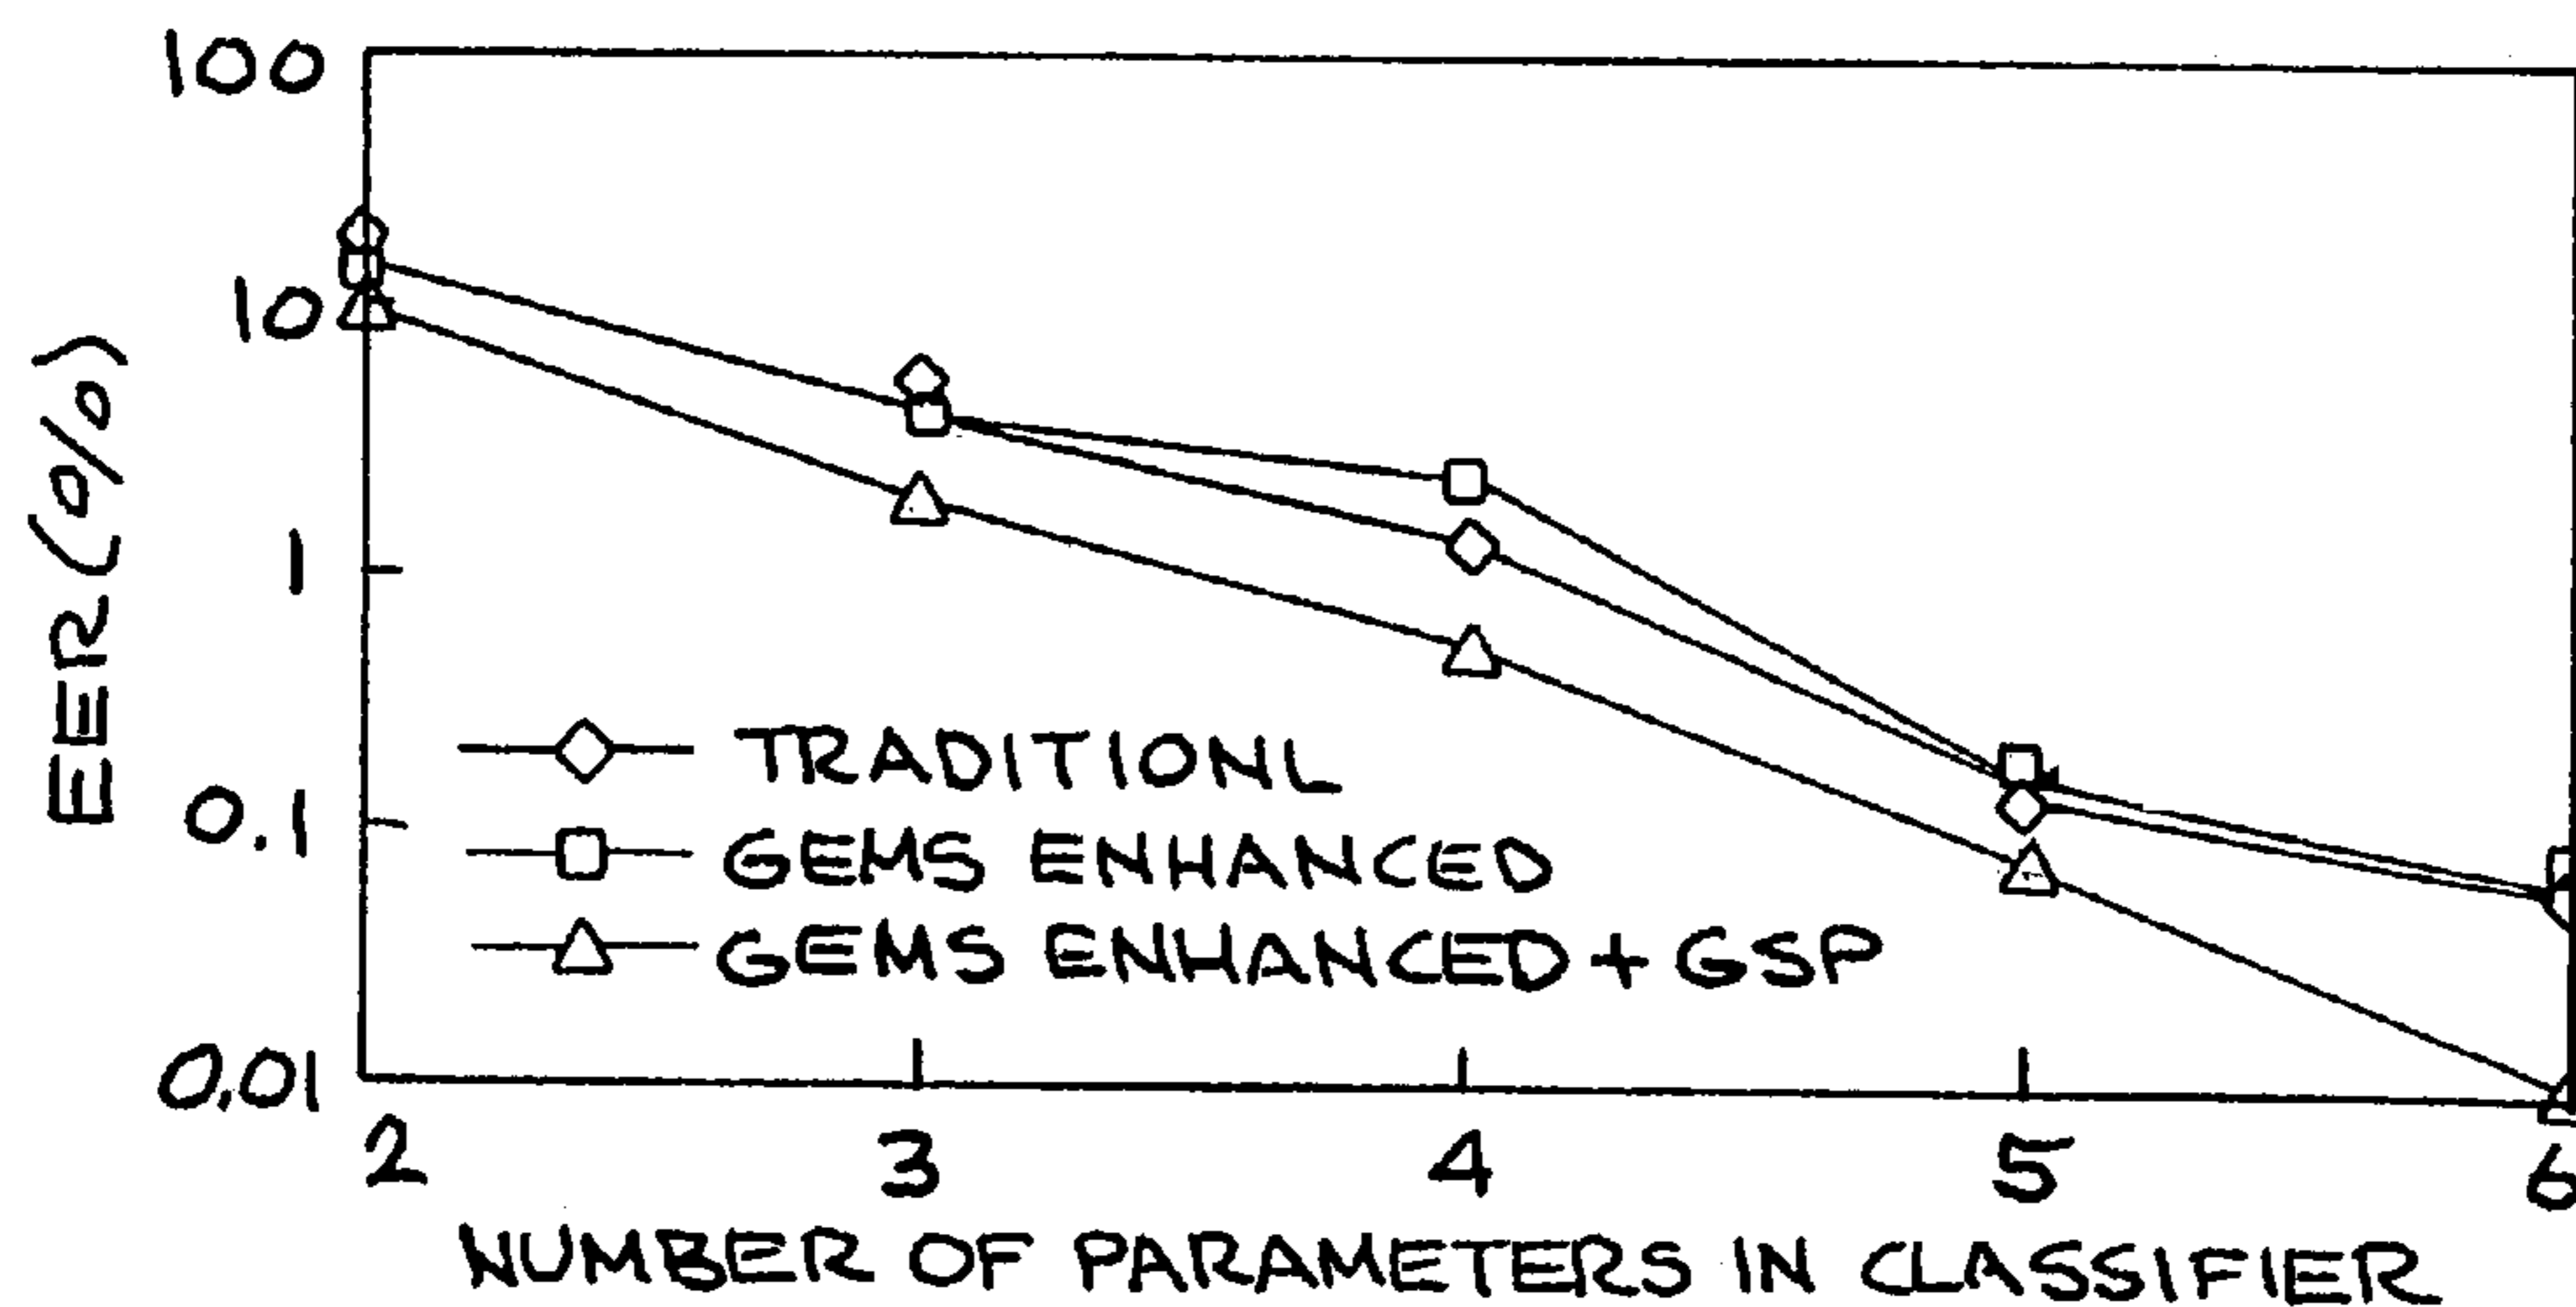 100
10
1
0.1
0.01
EER (%)
TRADITIONL
GEMS ENHANCED
GEMS ENHANCED + GSP
2 3 4 5 6
NUMBER OF PARAMETERS IN CLASSIFIER